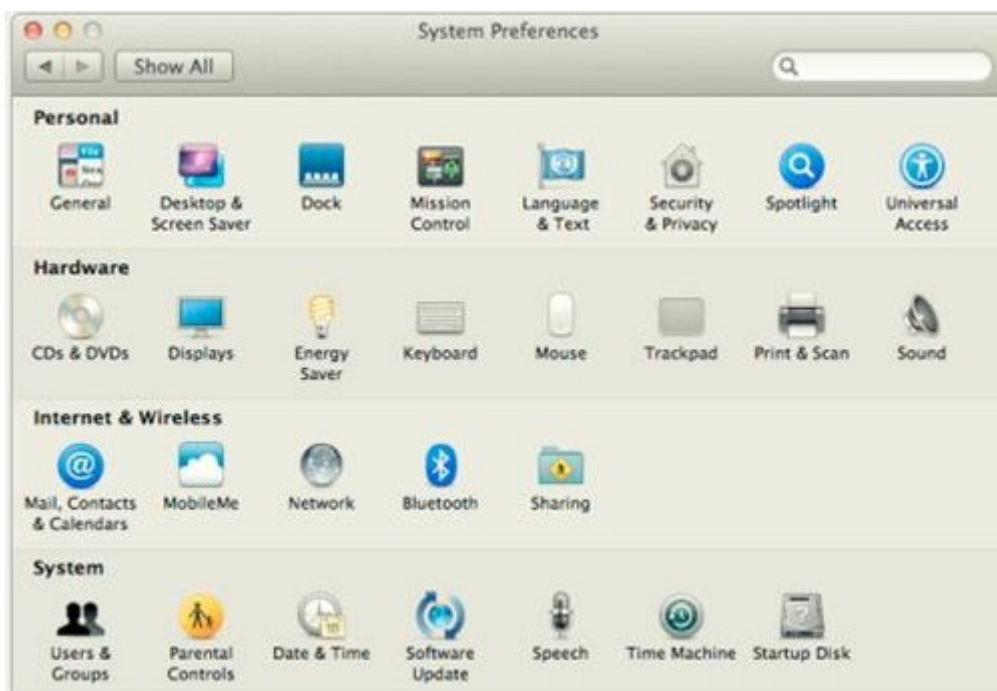 System Preferences
Show All
Personal
General
Desktop & Screen Saver
Dock
Mission Control
Language & Text
Security & Privacy
Spotlight
Universal Access
Hardware
CDs & DVDs
Displays
Energy Saver
Keyboard
Mouse
Trackpad
Print & Scan
Sound
Internet & Wireless
Mail, Contacts & Calendars
MobileMe
Network
Bluetooth
Sharing
System
Users & Groups
Parental Controls
Date & Time
Software Update
Speech
Time Machine
Startup Disk